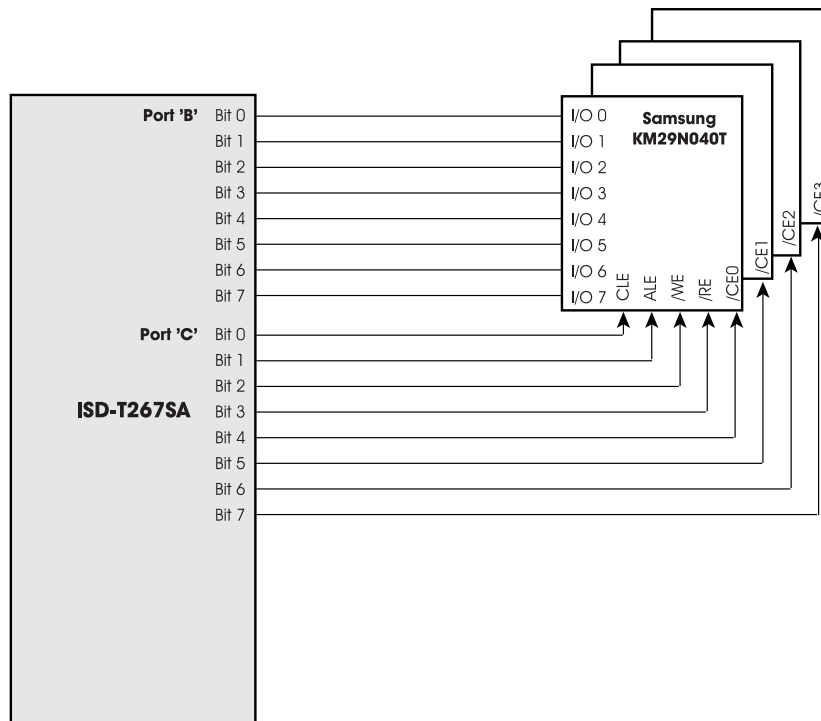 Port 'B' Bit 0
Bit 1
Bit 2
Bit 3
Bit 4
Bit 5
Bit 6
Bit 7
Port 'C' Bit 0
Bit 1
Bit 2
Bit 3
Bit 4
Bit 5
Bit 6
Bit 7
ISD-T267SA
I/O 0
I/O 1
I/O 2
I/O 3
I/O 4
I/O 5
I/O 6
I/O 7
Samsung
KM29N040T
CLE
ALE
/WE
/RE
/CE0
/CE1
/CE2
/CE3